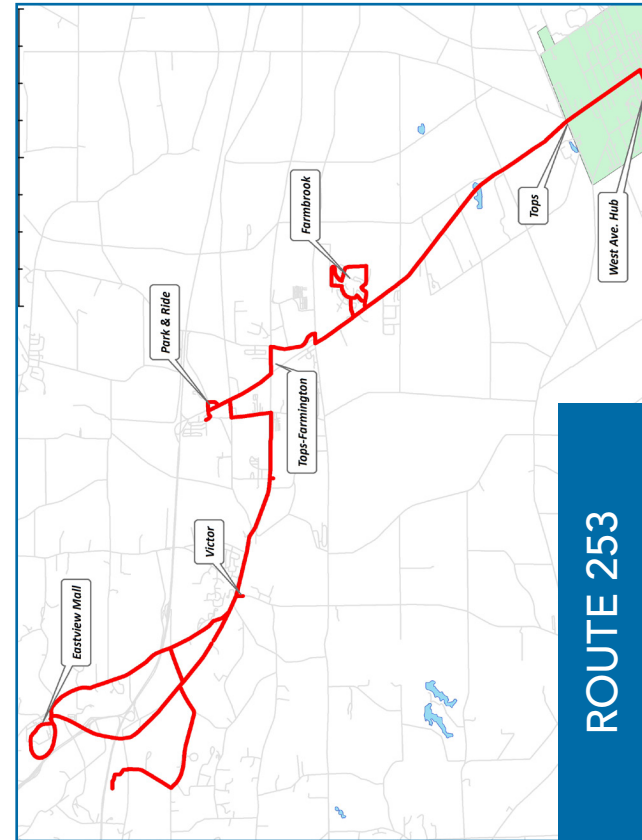 Eastview Mall
Victor
Park & Ride
Tops-Farmington
Farmbrook
Tops
West Ave. Hub
ROUTE 253